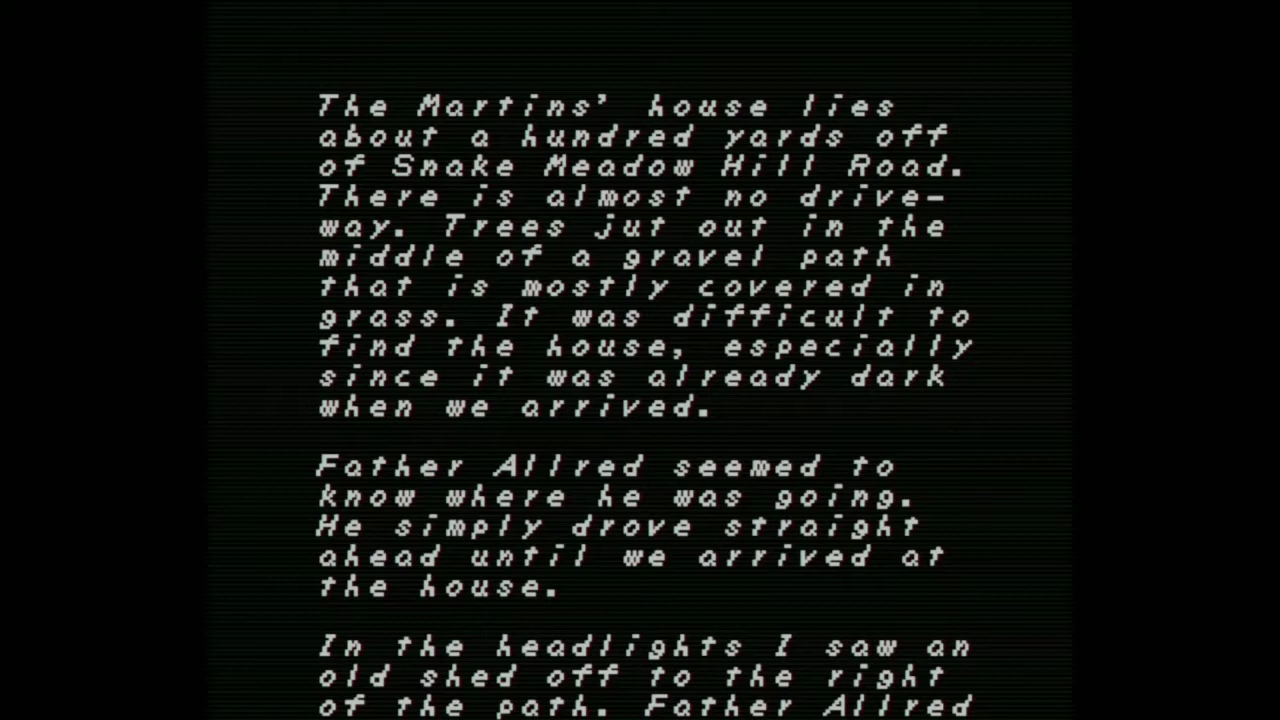 The Martins' house lies
about a hundred yards off
of Snake Meadow Hill Road.
There is almost no drive-
way. Trees jut out in the
middle of a gravel path
that is mostly covered in
grass. It was difficult to
find the house, especially
since it was already dark
when we arrived.
Father Allred seemed to
know where he was going.
He simply drove straight
ahead until we arrived at
the house.
In the headlights I saw an
old shed off to the right
of the path. Father Allred